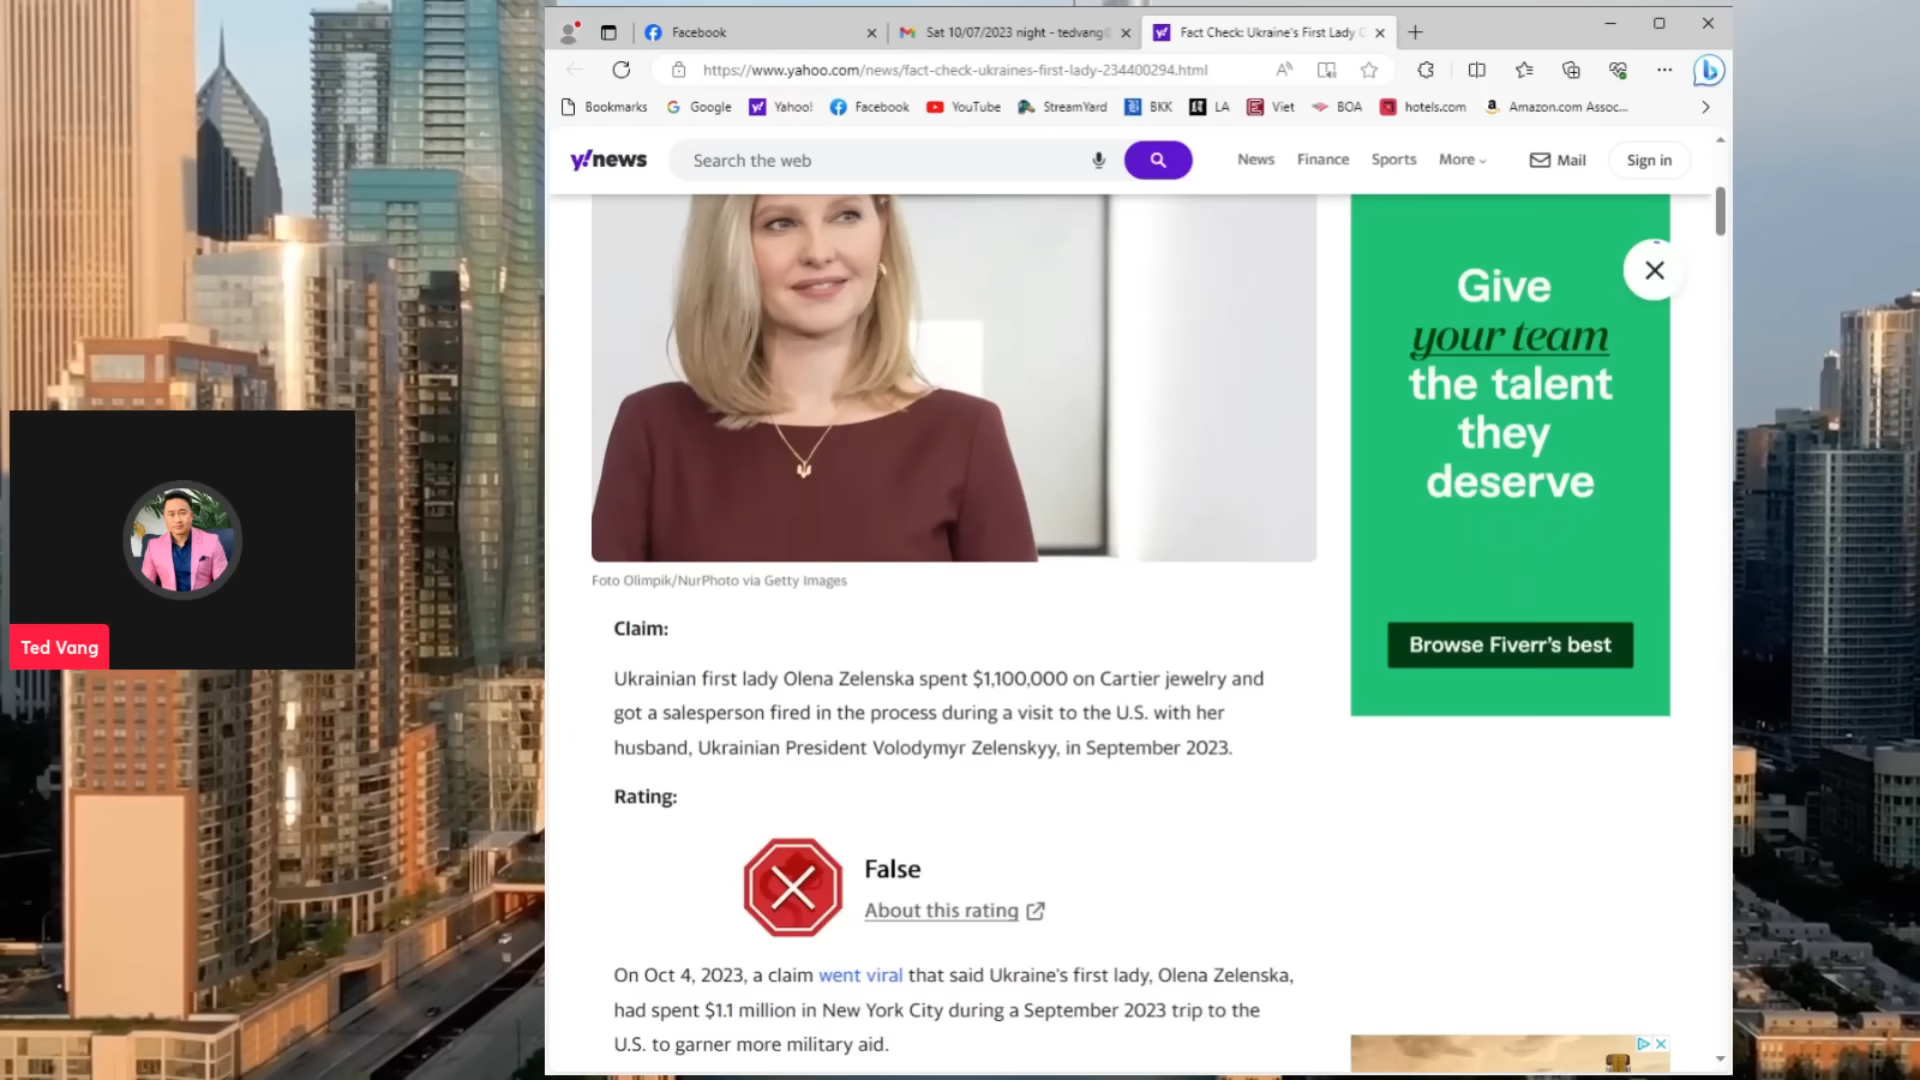 Facebook
Sat 10/07/2023 night - tedvang
Fact Check: Ukraine's First Lady
https://www.yahoo.com/news/fact-check-ukraines-first-lady-234400294.html
Bookmarks
Google
Yahoo!
Facebook
YouTube
StreamYard
BKK
LA
Viet
BOA
hotels.com
Amazon.com Assoc...
y!news
Search the web
News
Finance
Sports
More
Mail
Sign in
Give
your team
the talent
they
deserve
Browse Fiverr's best
Foto Olimpik/NurPhoto via Getty Images
Claim:
Ukrainian first lady Olena Zelenska spent $1,100,000 on Cartier jewelry and
got a salesperson fired in the process during a visit to the U.S. with her
husband, Ukrainian President Volodymyr Zelenskyy, in September 2023.
Rating:
False
About this rating
On Oct 4, 2023, a claim went viral that said Ukraine's first lady, Olena Zelenska,
had spent $1.1 million in New York City during a September 2023 trip to the
U.S. to garner more military aid.
Ted Vang